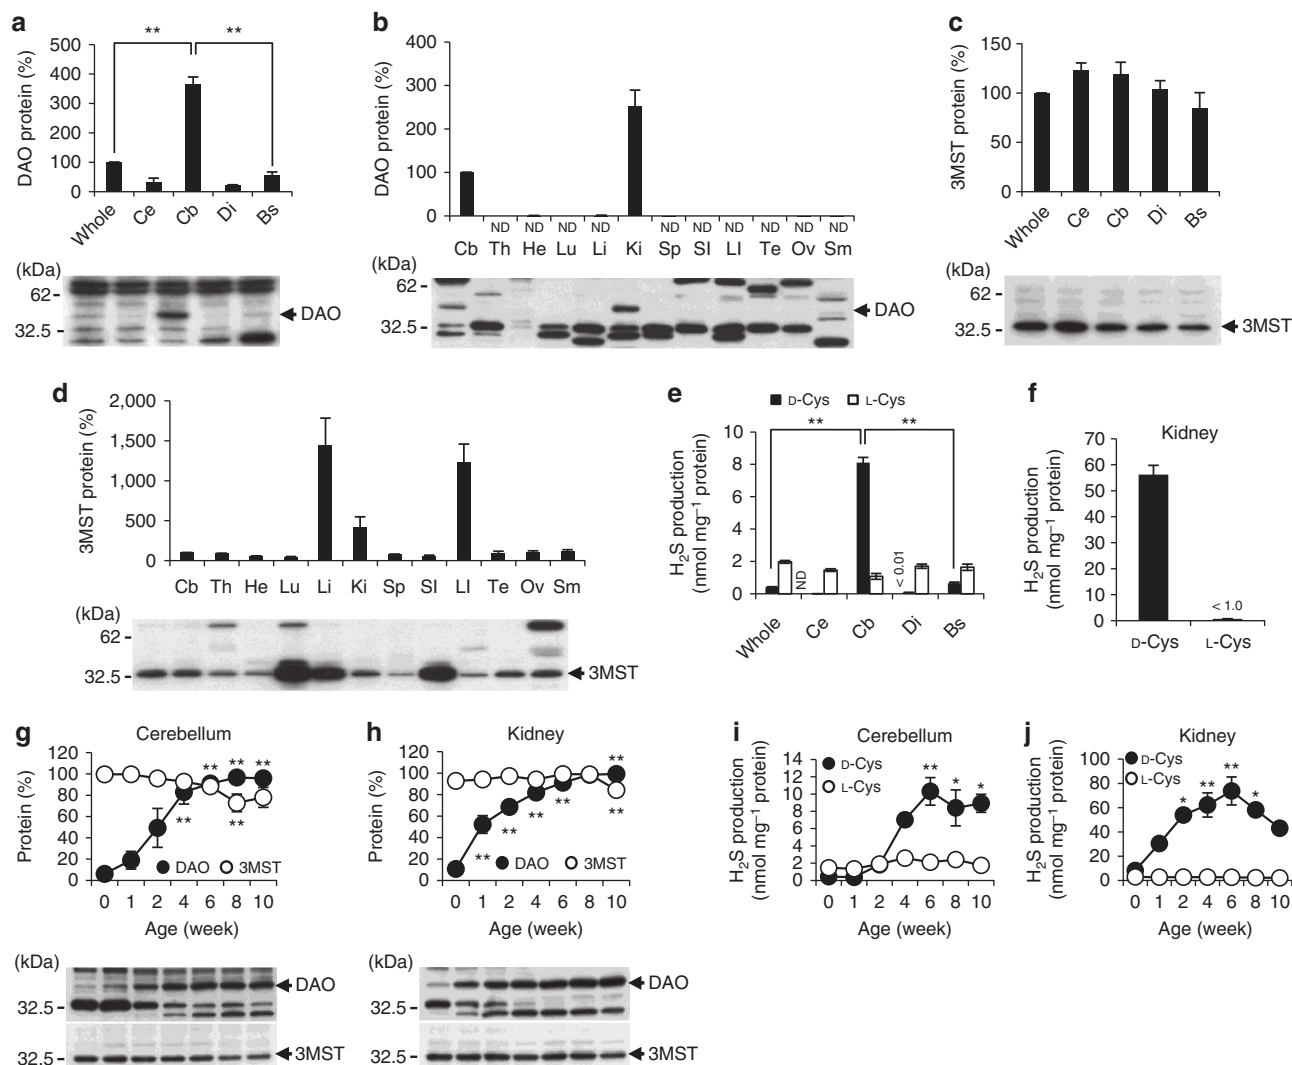 a
DAO protein (%)
500
400
300
200
100
0
** **
Whole Ce Cb Di Bs
(kDa)
62
32.5
DAO
b
DAO protein (%)
400
300
200
100
0
ND ND ND ND ND ND ND ND ND ND
Cb Th He Lu Li Ki Sp SI LI Te Ov Sm
(kDa)
62
32.5
DAO
c
3MST protein (%)
150
100
50
0
Whole Ce Cb Di Bs
(kDa)
62
32.5
3MST
d
3MST protein (%)
2,000
1,500
1,000
500
0
Cb Th He Lu Li Ki Sp SI LI Te Ov Sm
(kDa)
62
32.5
3MST
e
D-Cys L-Cys
H2S production
(nmol mg−1 protein)
10
8
6
4
2
0
** **
ND
< 0.01
Whole Ce Cb Di Bs
f
Kidney
H2S production
(nmol mg−1 protein)
70
60
50
40
30
20
10
0
< 1.0
D-Cys L-Cys
g
Cerebellum
Protein (%)
120
100
80
60
40
20
0
** ** ** ** **
DAO 3MST
0 1 2 4 6 8 10
Age (week)
(kDa)
32.5
DAO
32.5
3MST
h
Kidney
Protein (%)
120
100
80
60
40
20
0
** ** ** ** ** **
DAO 3MST
0 1 2 4 6 8 10
Age (week)
32.5
DAO
32.5
3MST
i
Cerebellum
H2S production
(nmol mg−1 protein)
14
12
10
8
6
4
2
0
D-Cys
L-Cys
** * *
0 1 2 4 6 8 10
Age (week)
j
Kidney
H2S production
(nmol mg−1 protein)
100
80
60
40
20
0
D-Cys
L-Cys
* ** ** *
0 1 2 4 6 8 10
Age (week)